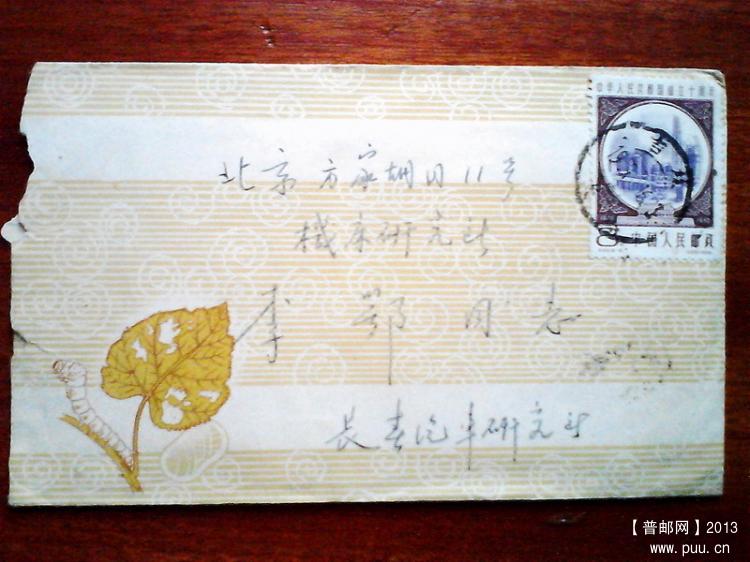 中华人民共和国成立十周年
8分 中国人民邮政
北京方家胡同11号
机床研究所
李鄂同志
长春汽车研究所
【普邮网】2013
www.puu.cn